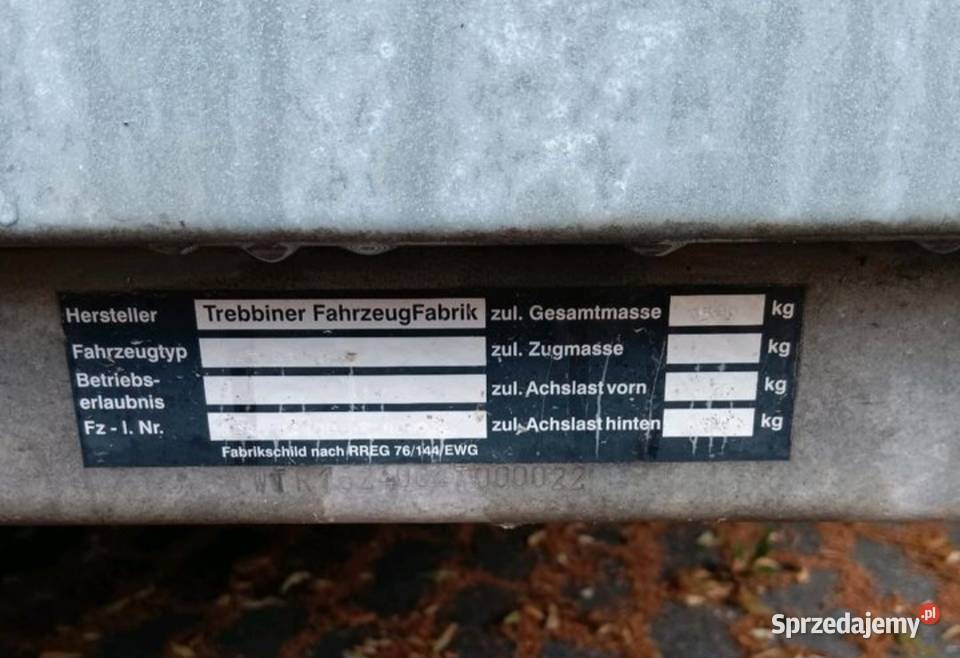 Hersteller Trebbiner FahrzeugFabrik zul. Gesamtmasse kg
Fahrzeugtyp zul. Zugmasse kg
Betriebs-
erlaubnis zul. Achslast vorn kg
Fz - I. Nr. zul. Achslast hinten kg
Fabrikschild nach RREG 76/144/EWG
Sprzedajemy.pl